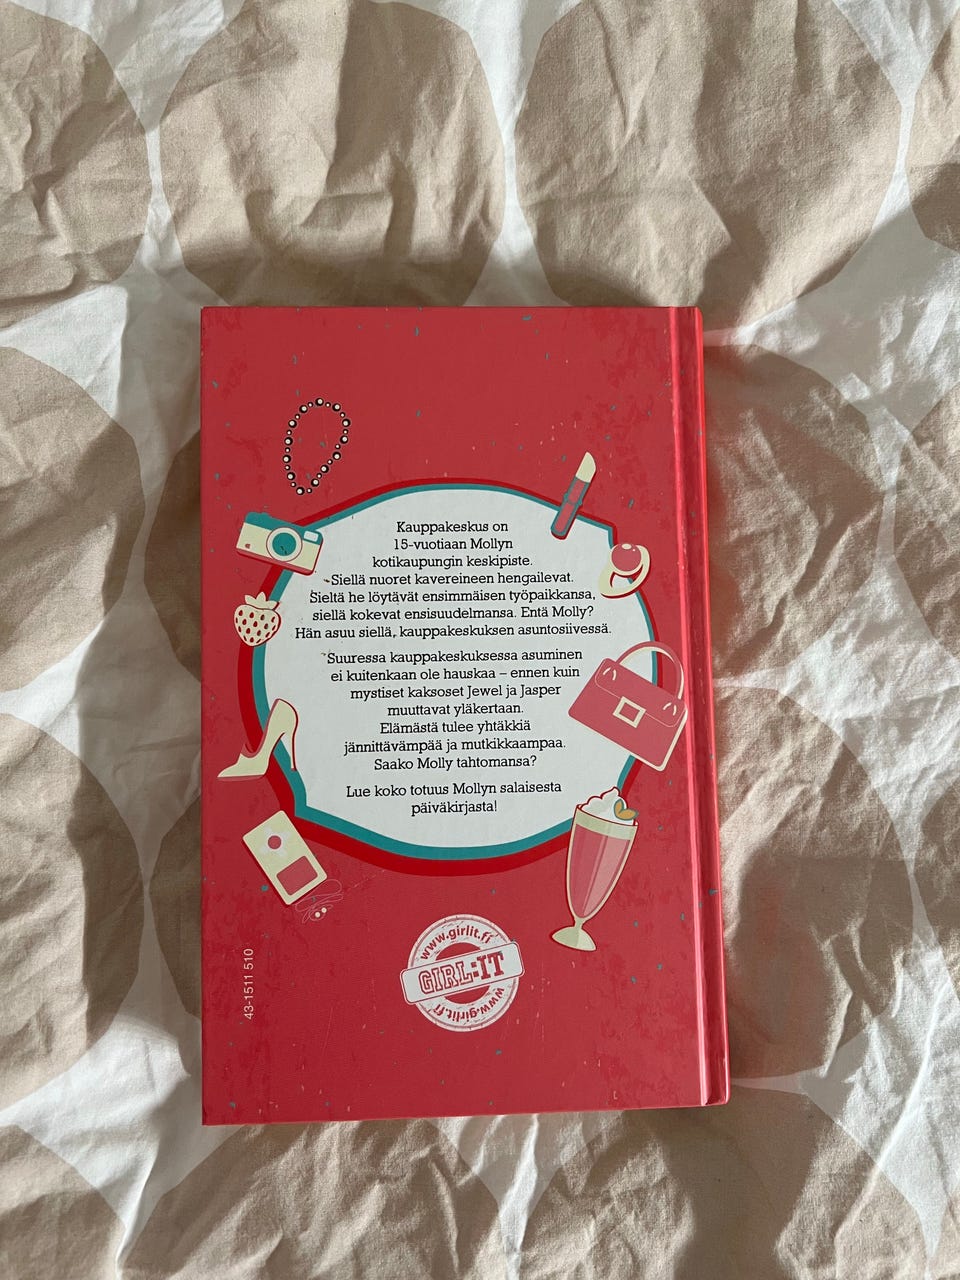 Kauppakeskus on
15-vuotiaan Mollyn
kotikaupungin keskipiste.
Siellä nuoret kavereineen hengailevat.
Sieltä he löytävät ensimmäisen työpaikkansa,
siellä kokevat ensisuudelmansa. Entä Molly?
Hän asuu siellä, kauppakeskuksen asuntosiivessä.
Suuressa kauppakeskuksessa asuminen
ei kuitenkaan ole hauskaa – ennen kuin
mystiset kaksoset Jewel ja Jasper
muuttavat yläkertaan.
Elämästä tulee yhtäkkiä
jännittävämpää ja mutkikkaampaa.
Saako Molly tahtomansa?
Lue koko totuus Mollyn salaisesta
päiväkirjasta!
www.girlit.fi
GIRL:IT
www.girlit.fi
43-1511 510